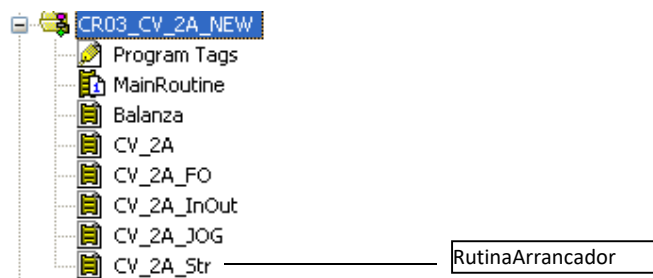 CR03_CV_2A_NEW
Program Tags
MainRoutine
Balanza
CV_2A
CV_2A_FO
CV_2A_InOut
CV_2A_JOG
CV_2A_Str
RutinaArrancador